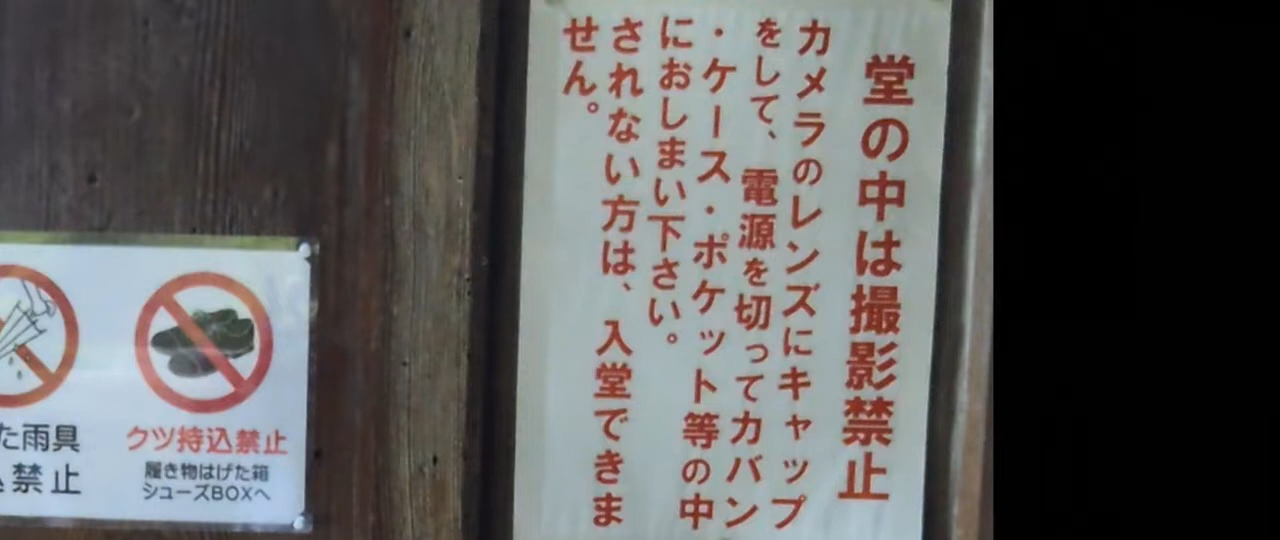 堂の中は撮影禁止
カメラのレンズにキャップ
をして、電源を切ってカバン
・ケース・ポケット等の中
におしまい下さい。
されない方は、入堂できま
せん。
た雨具
禁止
クツ持込禁止
履き物はげた箱
シューズBOXへ